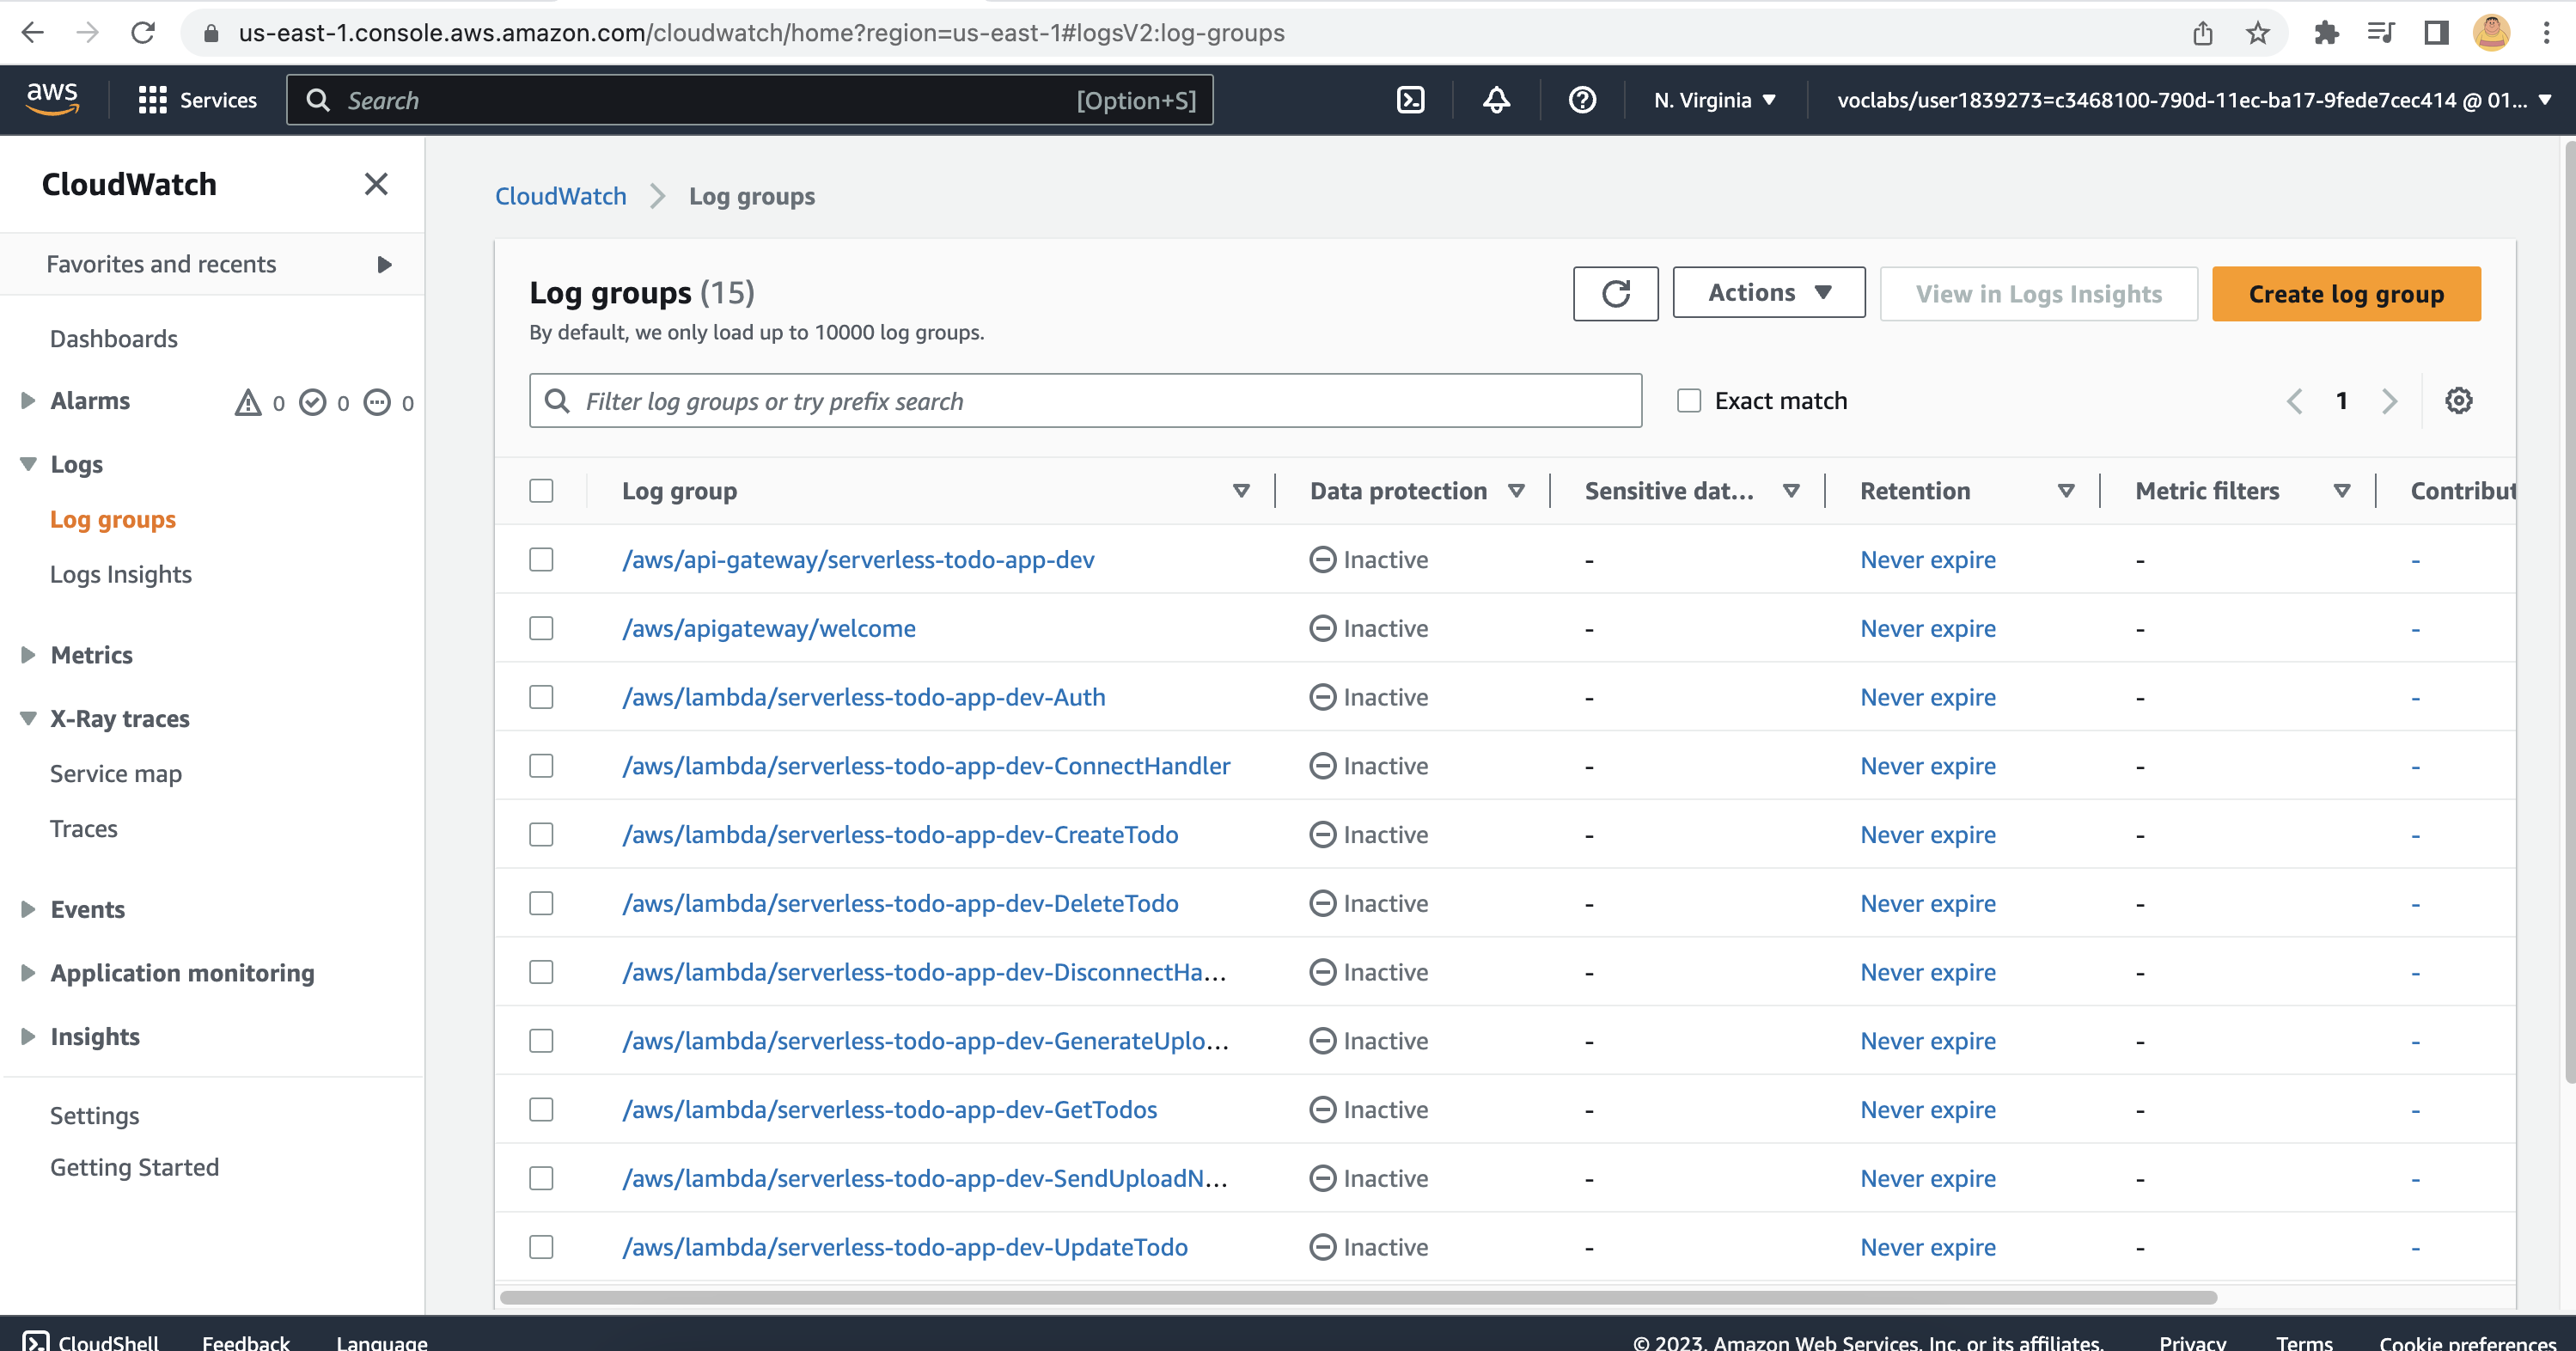 us-east-1.console.aws.amazon.com/cloudwatch/home?region=us-east-1#logsV2:log-groups
aws Services Search [Option+S] N. Virginia voclabs/user1839273=c3468100-790d-11ec-ba17-9fede7cec414 @ 01...
CloudWatch
Favorites and recents
Dashboards
Alarms 0 0 0
Logs
Log groups
Logs Insights
Metrics
X-Ray traces
Service map
Traces
Events
Application monitoring
Insights
Settings
Getting Started
CloudWatch Log groups
Log groups (15)
By default, we only load up to 10000 log groups.
Actions View in Logs Insights Create log group
Filter log groups or try prefix search Exact match 1
Log group Data protection Sensitive dat... Retention Metric filters Contribut
/aws/api-gateway/serverless-todo-app-dev Inactive - Never expire - -
/aws/apigateway/welcome Inactive - Never expire - -
/aws/lambda/serverless-todo-app-dev-Auth Inactive - Never expire - -
/aws/lambda/serverless-todo-app-dev-ConnectHandler Inactive - Never expire - -
/aws/lambda/serverless-todo-app-dev-CreateTodo Inactive - Never expire - -
/aws/lambda/serverless-todo-app-dev-DeleteTodo Inactive - Never expire - -
/aws/lambda/serverless-todo-app-dev-DisconnectHa... Inactive - Never expire - -
/aws/lambda/serverless-todo-app-dev-GenerateUplo... Inactive - Never expire - -
/aws/lambda/serverless-todo-app-dev-GetTodos Inactive - Never expire - -
/aws/lambda/serverless-todo-app-dev-SendUploadN... Inactive - Never expire - -
/aws/lambda/serverless-todo-app-dev-UpdateTodo Inactive - Never expire - -
CloudShell Feedback Language © 2023, Amazon Web Services, Inc. or its affiliates. Privacy Terms Cookie preferences